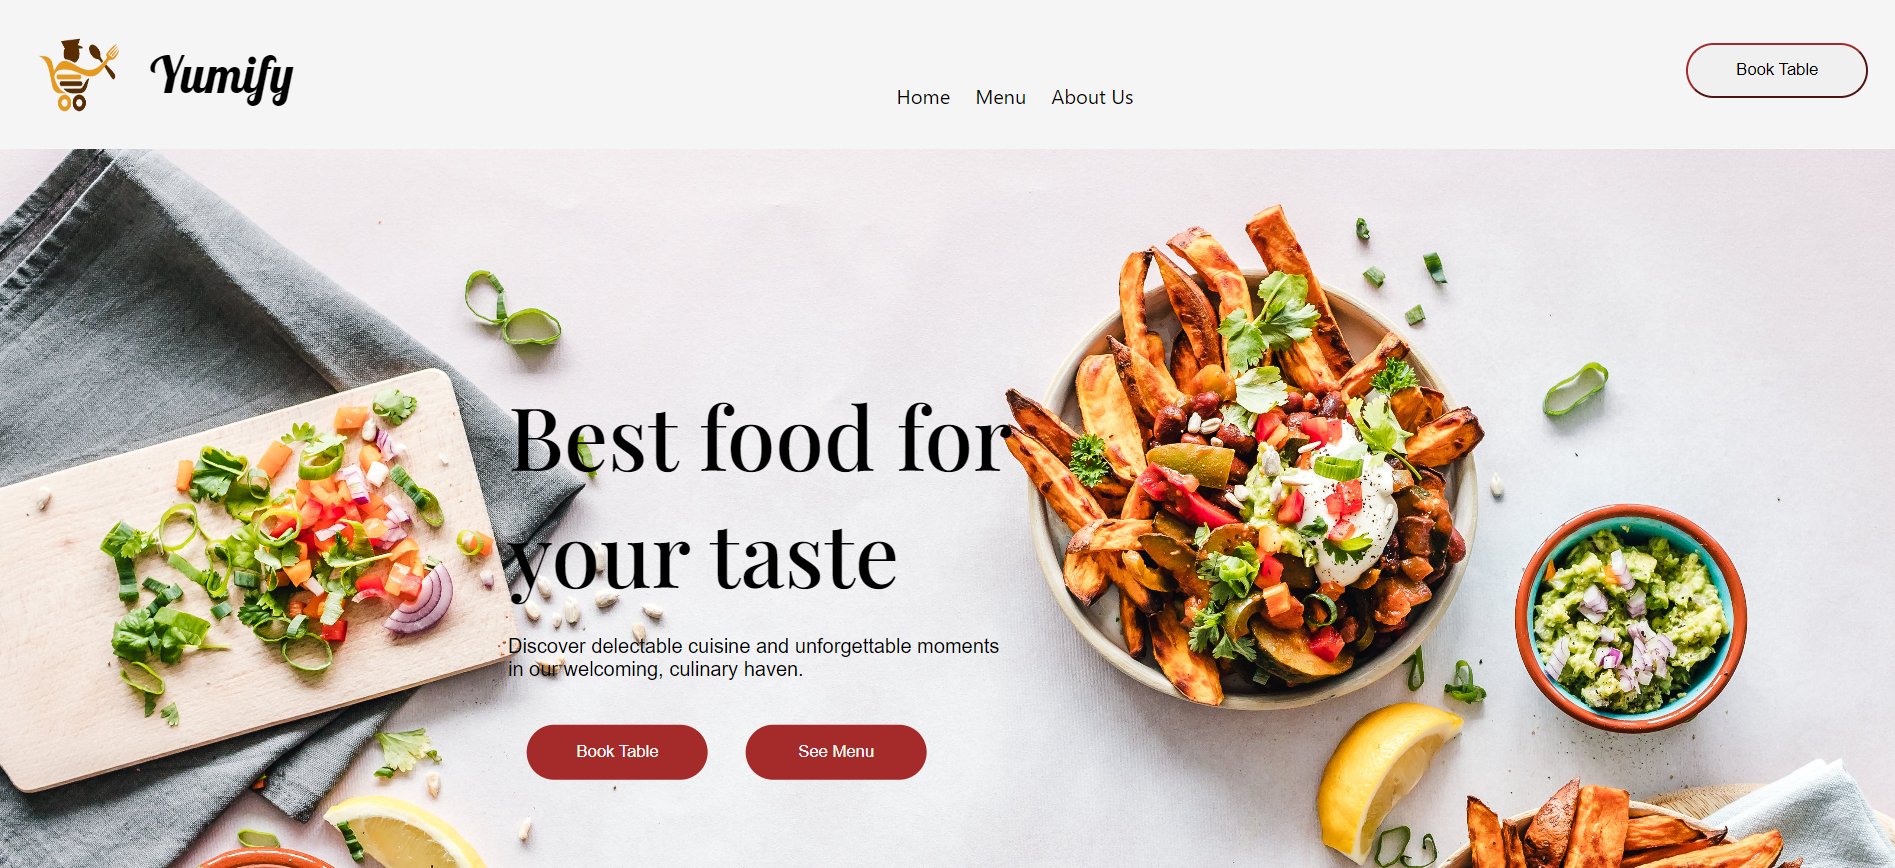 Yumify
Home Menu About Us
Book Table
Best food for
your taste
Discover delectable cuisine and unforgettable moments
in our welcoming, culinary haven.
Book Table
See Menu